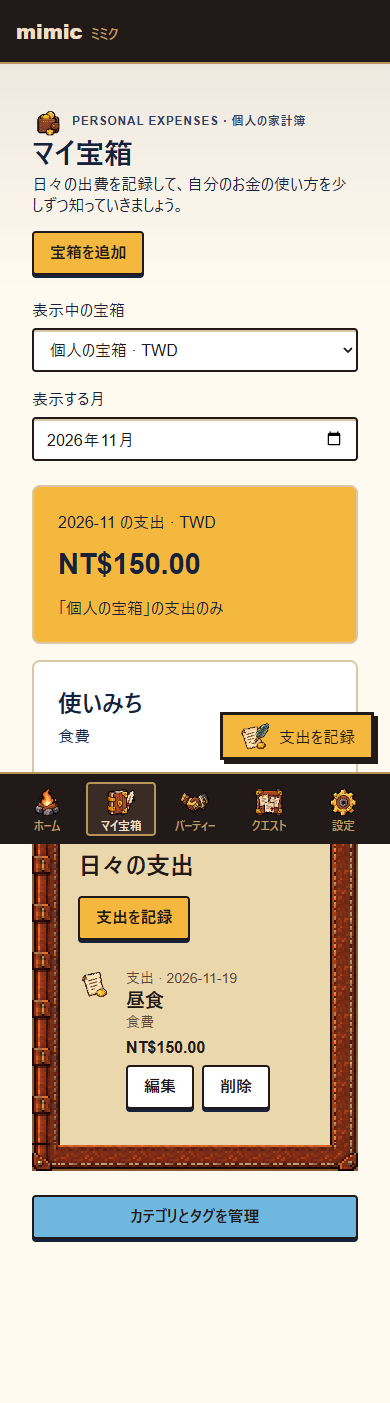 mimic ミミク
PERSONAL EXPENSES · 個人の家計簿
マイ宝箱
日々の出費を記録して、自分のお金の使い方を少
しずつ知っていきましょう。
宝箱を追加
表示中の宝箱
個人の宝箱 · TWD
表示する月
2026年11月
2026-11 の支出 · TWD
NT$150.00
「個人の宝箱」の支出のみ
使いみち
食費
支出を記録
ホーム
マイ宝箱
パーティー
クエスト
設定
日々の支出
支出を記録
支出 · 2026-11-19
昼食
食費
NT$150.00
編集
削除
カテゴリとタグを管理